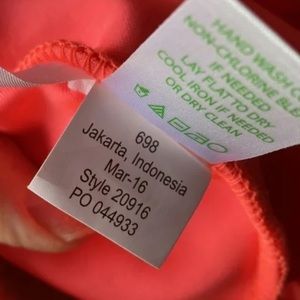 HAND WASH
NON-CHLORINE
IF NEEDED
LAY FLAT TO DRY
COOL IRON IF NEEDED
OR DRY CLEAN
698
Jakarta, Indonesia
Mar-16
Style 20916
PO 044933